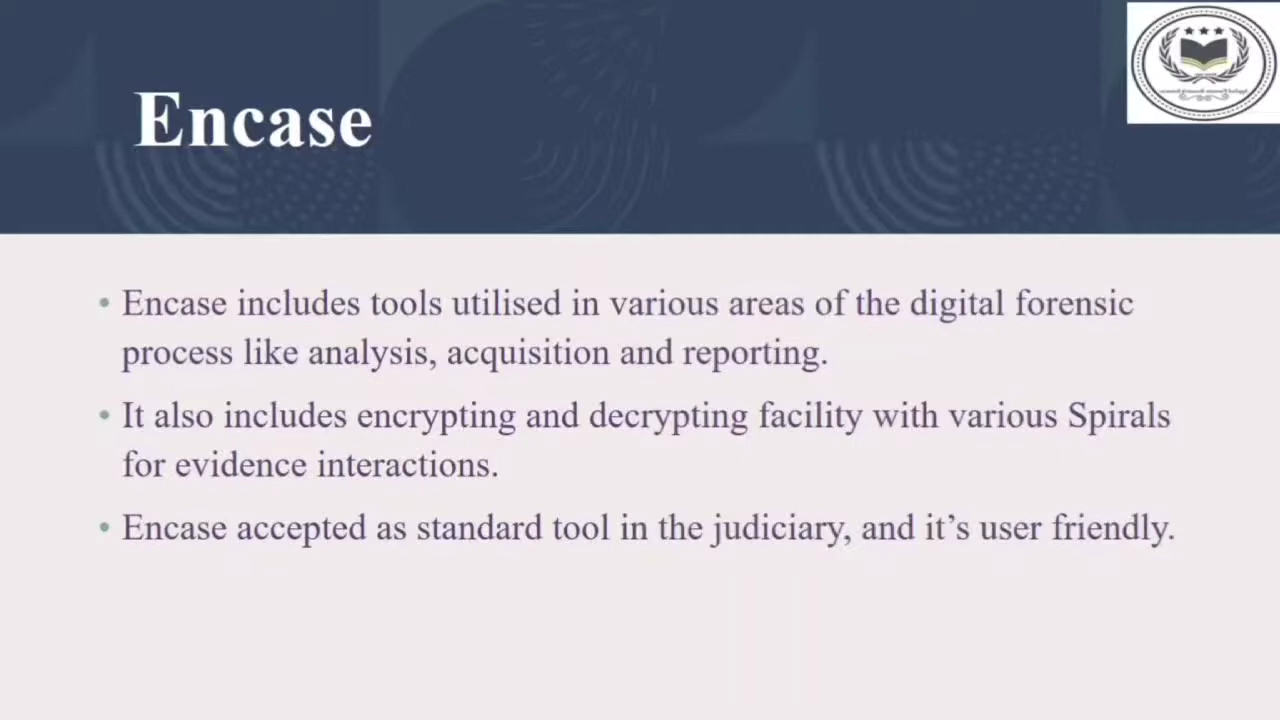 Encase
• Encase includes tools utilised in various areas of the digital forensic
process like analysis, acquisition and reporting.
• It also includes encrypting and decrypting facility with various Spirals
for evidence interactions.
• Encase accepted as standard tool in the judiciary, and it’s user friendly.